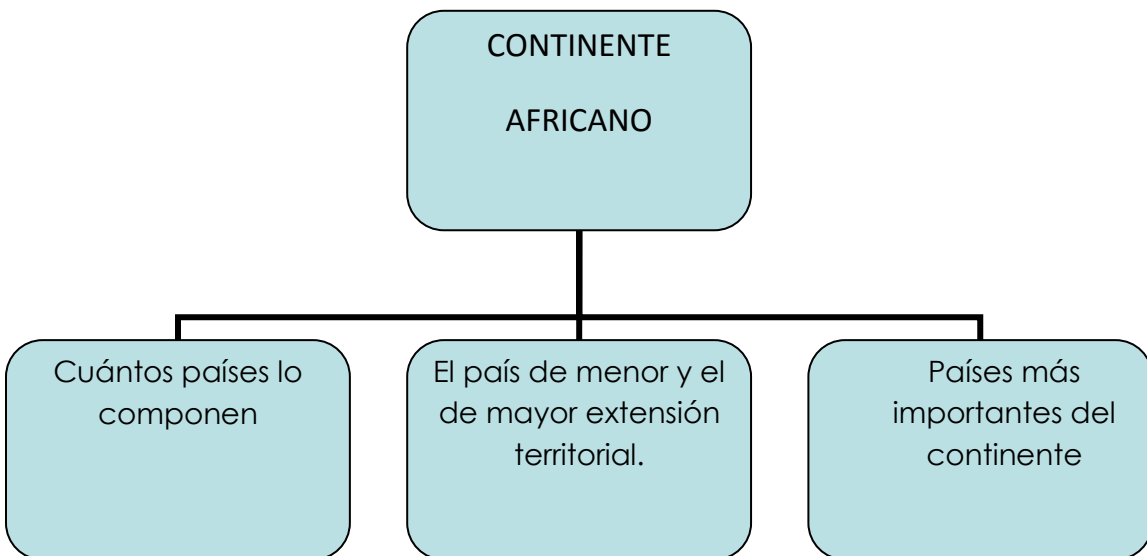 CONTINENTE
AFRICANO
Cuántos países lo
componen
El país de menor y el
de mayor extensión
territorial.
Países más
importantes del
continente